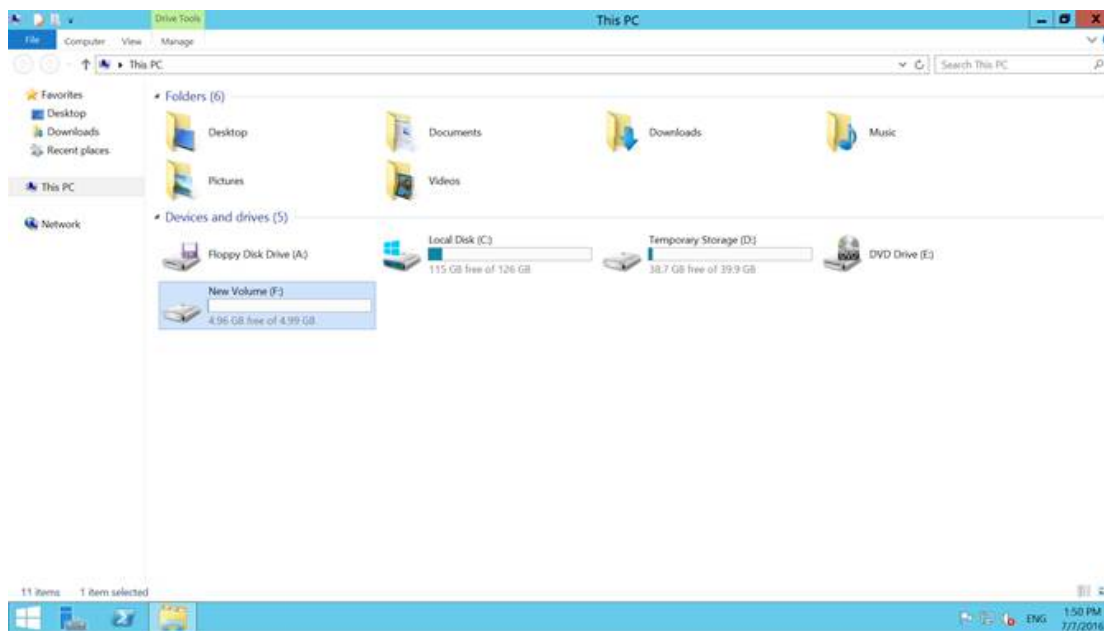 Drive Tools
This PC
File
Computer
View
Manage
This PC
Search This PC
Favorites
Desktop
Downloads
Recent places
This PC
Network
Folders (6)
Desktop
Documents
Downloads
Music
Pictures
Videos
Devices and drives (5)
Floppy Disk Drive (A:)
Local Disk (C:)
115 GB free of 126 GB
Temporary Storage (D:)
38.7 GB free of 39.9 GB
DVD Drive (E:)
New Volume (F:)
4.96 GB free of 4.99 GB
11 items
1 item selected
ENG
1:50 PM
7/7/2016